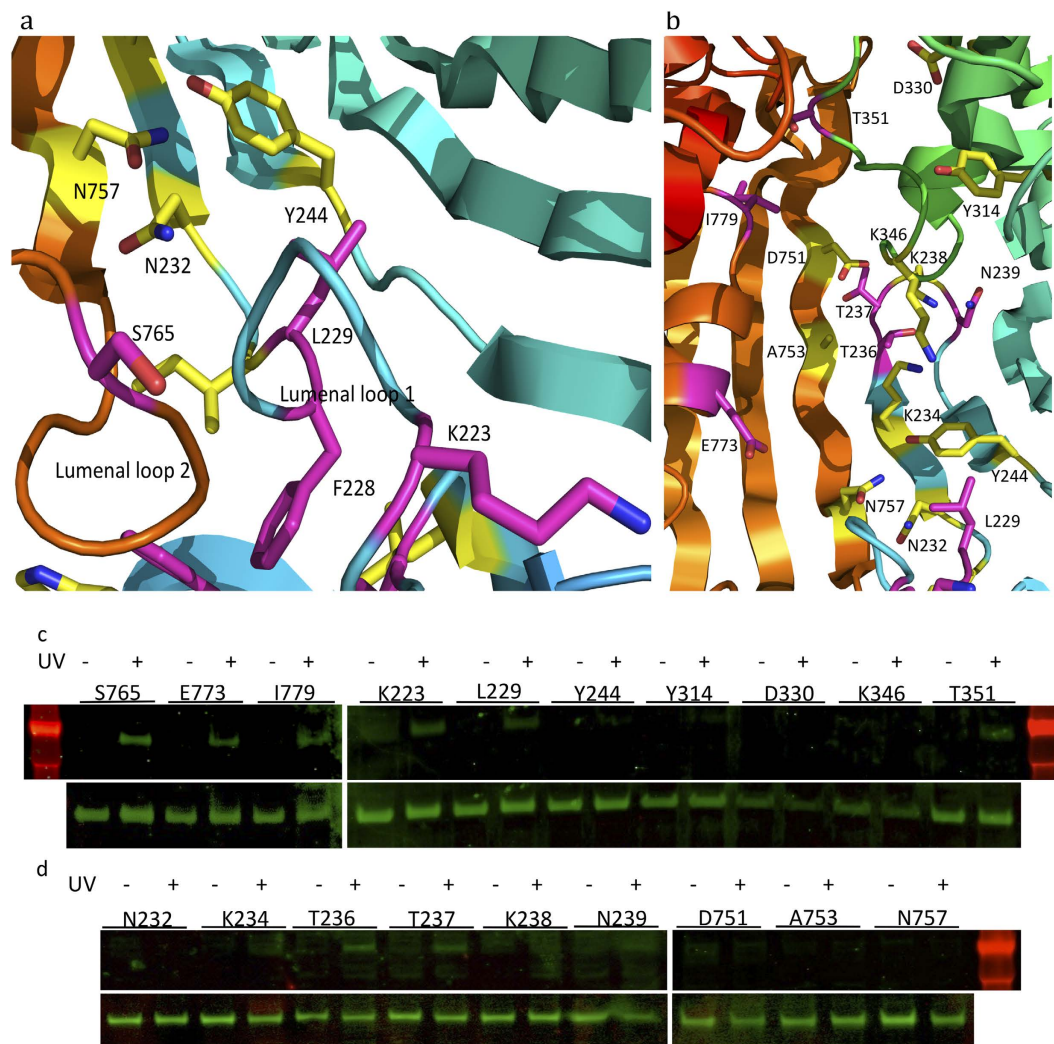 a
N757
N232
Y244
S765
L229
Lumenal loop 1
Lumenal loop 2
F228
K223
b
D330
T351
Y314
I779
K346
D751
K238
N239
T237
A753
T236
K234
E773
Y244
N757
L229
N232
c
UV - + - + - + - + - + - + - + - + - + - +
S765 E773 I779 K223 L229 Y244 Y314 D330 K346 T351
d
UV - + - + - + - + - + - + - + - + - +
N232 K234 T236 T237 K238 N239 D751 A753 N757